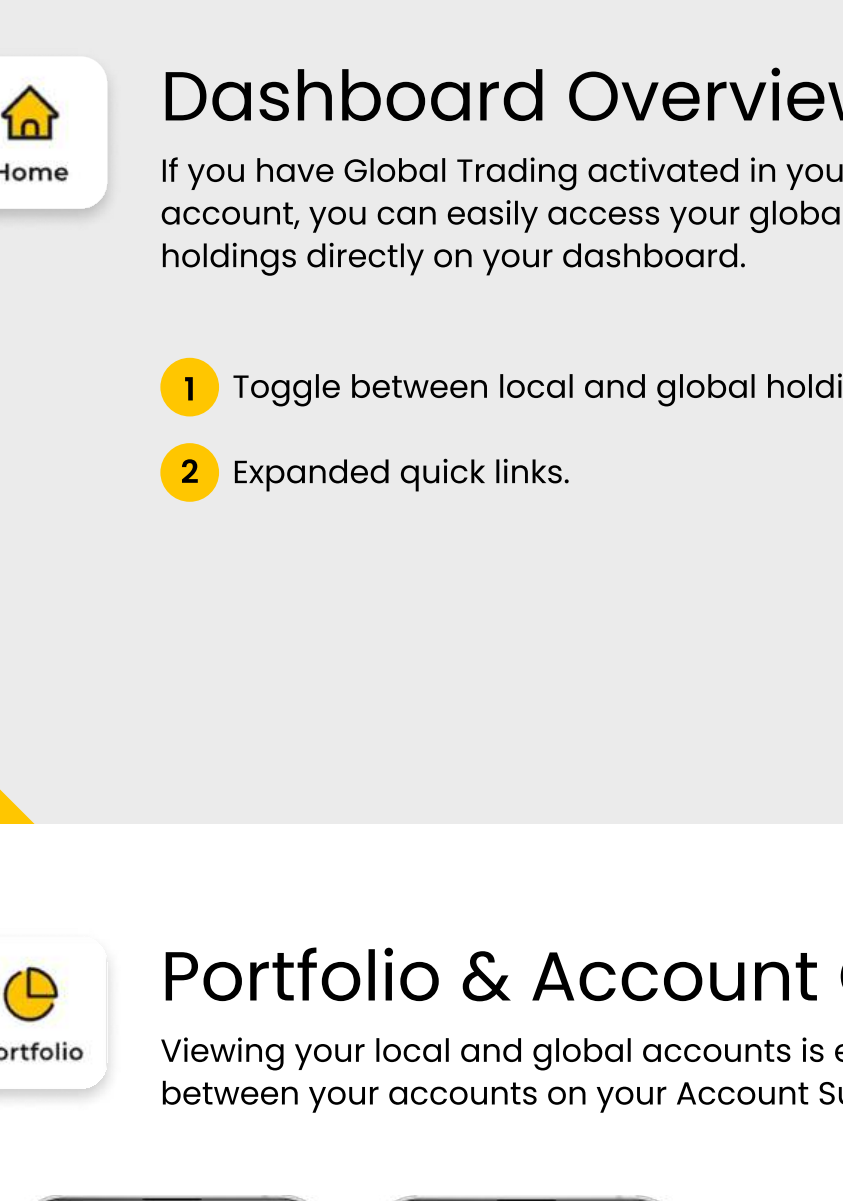 Dashboard Overview
Home
If you have Global Trading activated in you
account, you can easily access your globa
holdings directly on your dashboard.
1 Toggle between local and global holdi
2 Expanded quick links.
Portfolio & Account
ortfolio
Viewing your local and global accounts is e
between your accounts on your Account Su